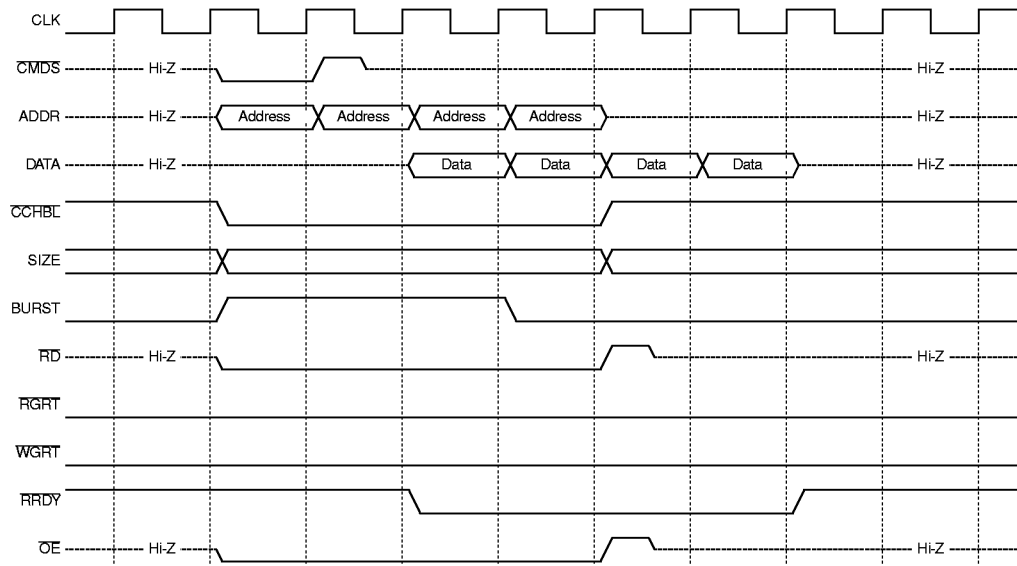 CLK
CMDS Hi-Z Hi-Z
ADDR Hi-Z Address Address Address Address Hi-Z
DATA Hi-Z Data Data Data Data Hi-Z
CCHBL
SIZE
BURST
RD Hi-Z Hi-Z
RGRT
WGRT
RRDY
OE Hi-Z Hi-Z